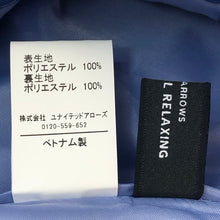 表生地
ポリエステル 100%
裏生地
ポリエステル 100%
株式会社 ユナイテッドアローズ
0120-559-652
ベトナム製
ARROWS
L RELAXING